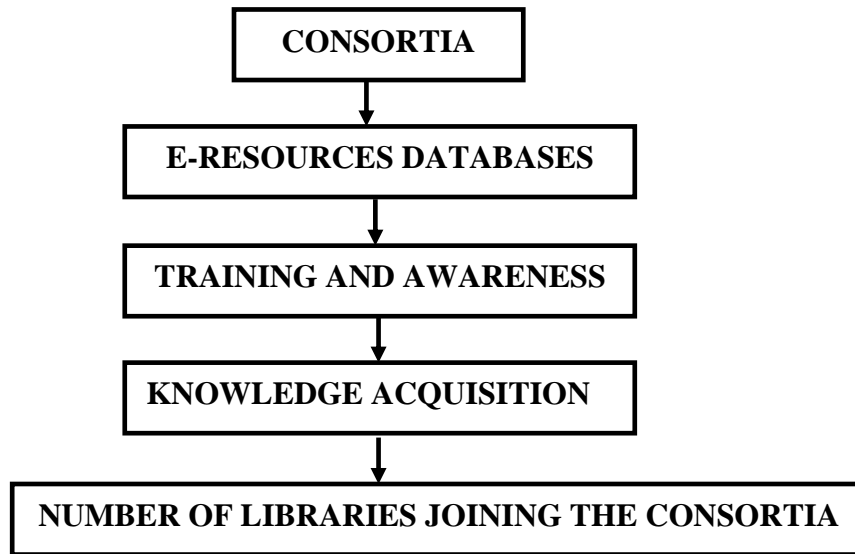 CONSORTIA
E-RESOURCES DATABASES
TRAINING AND AWARENESS
KNOWLEDGE ACQUISITION
NUMBER OF LIBRARIES JOINING THE CONSORTIA